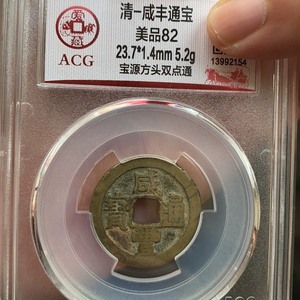 清一咸丰通宝
美品82
23.7*1.4mm 5.2g
宝源方头双点通
ACG
13992154
咸
寶 通
豐